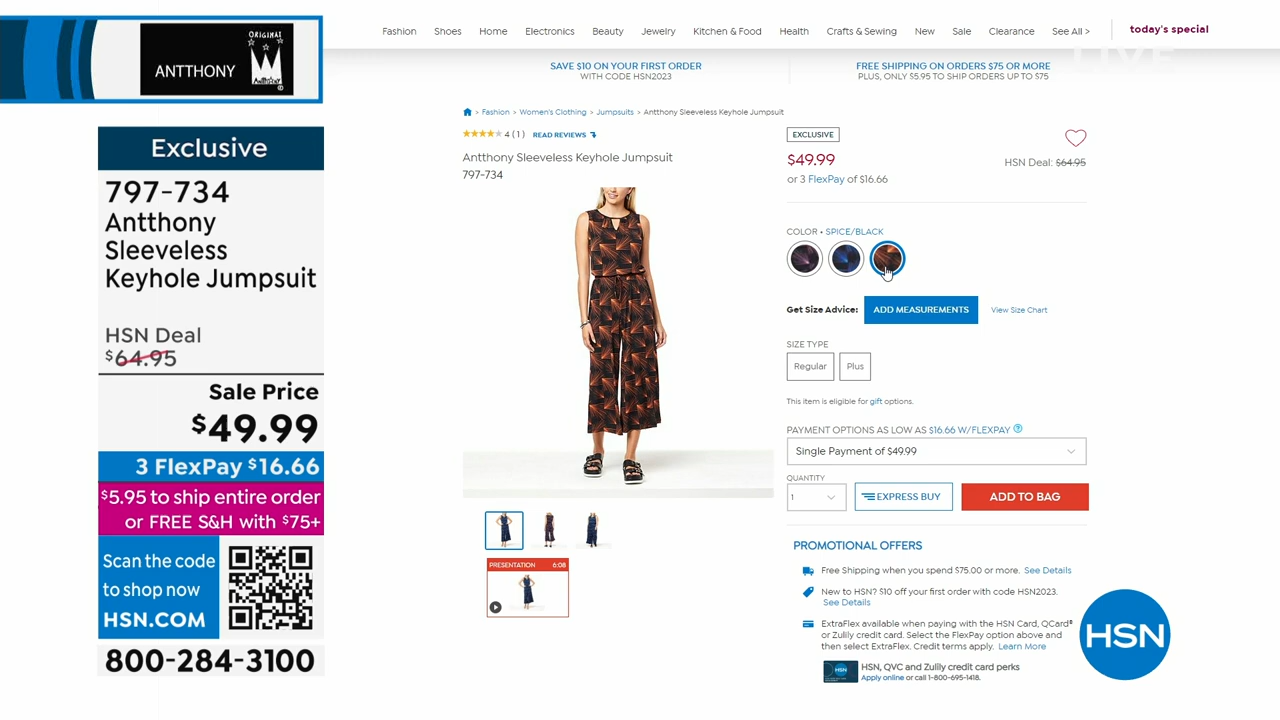 ANTTHONY
ORIGINAL
Exclusive
797-734
Antthony
Sleeveless
Keyhole Jumpsuit
HSN Deal
$64.95
Sale Price
$49.99
3 FlexPay $16.66
$5.95 to ship entire order
or FREE S&H with $75+
Scan the code
to shop now
HSN.COM
800-284-3100
Fashion Shoes Home Electronics Beauty Jewelry Kitchen & Food Health Crafts & Sewing New Sale Clearance See All > today's special
LIVE
SAVE $10 ON YOUR FIRST ORDER
WITH CODE HSN2023
FREE SHIPPING ON ORDERS $75 OR MORE
PLUS, ONLY $5.95 TO SHIP ORDERS UP TO $75
> Fashion > Women's Clothing > Jumpsuits > Antthony Sleeveless Keyhole Jumpsuit
4 (1) READ REVIEWS
Antthony Sleeveless Keyhole Jumpsuit
797-734
PRESENTATION 6:08
EXCLUSIVE
$49.99
HSN Deal: $64.95
or 3 FlexPay of $16.66
COLOR • SPICE/BLACK
Get Size Advice: ADD MEASUREMENTS View Size Chart
SIZE TYPE
Regular Plus
This item is eligible for gift options.
PAYMENT OPTIONS AS LOW AS $16.66 W/FLEXPAY ?
Single Payment of $49.99
QUANTITY
1
EXPRESS BUY
ADD TO BAG
PROMOTIONAL OFFERS
Free Shipping when you spend $75.00 or more. See Details
New to HSN? $10 off your first order with code HSN2023.
See Details
ExtraFlex available when paying with the HSN Card, QCard®
or Zulily credit card. Select the FlexPay option above and
then select ExtraFlex. Credit terms apply. Learn More
HSN, QVC and Zulily credit card perks
Apply online or call 1-800-695-1418.
HSN